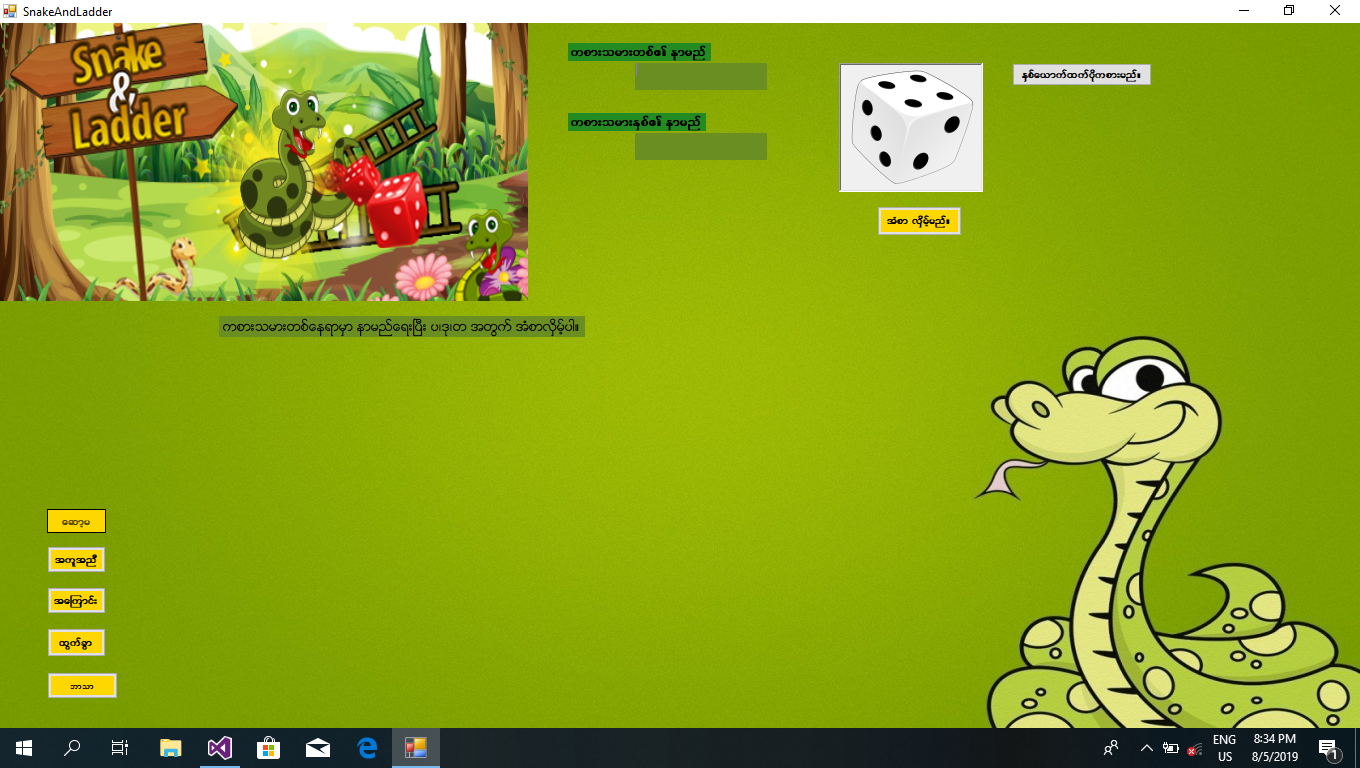 SnakeAndLadder
Snake
&
Ladder
ကစားသမားတစ်၏ နာမည်
ကစားသမားနှစ်၏ နာမည်
နှစ်ယောက်ထက်ပိုကစားမည်။
အံစာ လှိမ့်မည်။
ကစားသမားတစ်နေရာမှာ နာမည်ရေးပြီး ပ၊ဒု၊တ အတွက် အံစာလှိမ့်ပါ။
ဆော့မ
အကူအညီ
အကြောင်း
ထွက်ခွာ
ဘာသာ
ENG
US
8:34 PM
8/5/2019
1